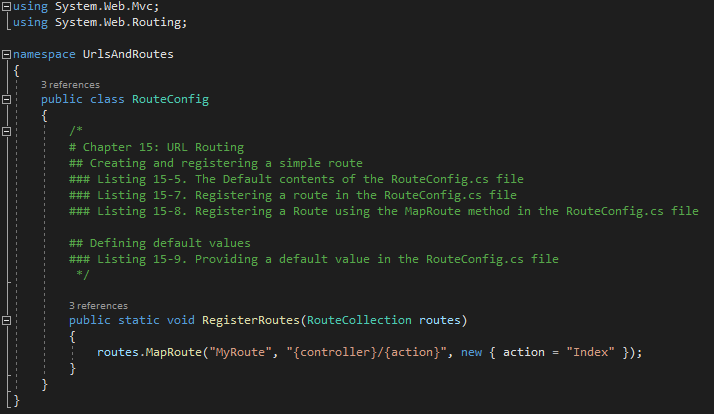 using System.Web.Mvc;
using System.Web.Routing;
namespace UrlsAndRoutes
{
3 references
public class RouteConfig
{
/*
# Chapter 15: URL Routing
## Creating and registering a simple route
### Listing 15-5. The Default contents of the RouteConfig.cs file
### Listing 15-7. Registering a route in the RouteConfig.cs file
### Listing 15-8. Registering a Route using the MapRoute method in the RouteConfig.cs file
## Defining default values
### Listing 15-9. Providing a default value in the RouteConfig.cs file
*/
3 references
public static void RegisterRoutes(RouteCollection routes)
{
routes.MapRoute("MyRoute", "{controller}/{action}", new { action = "Index" });
}
}
}